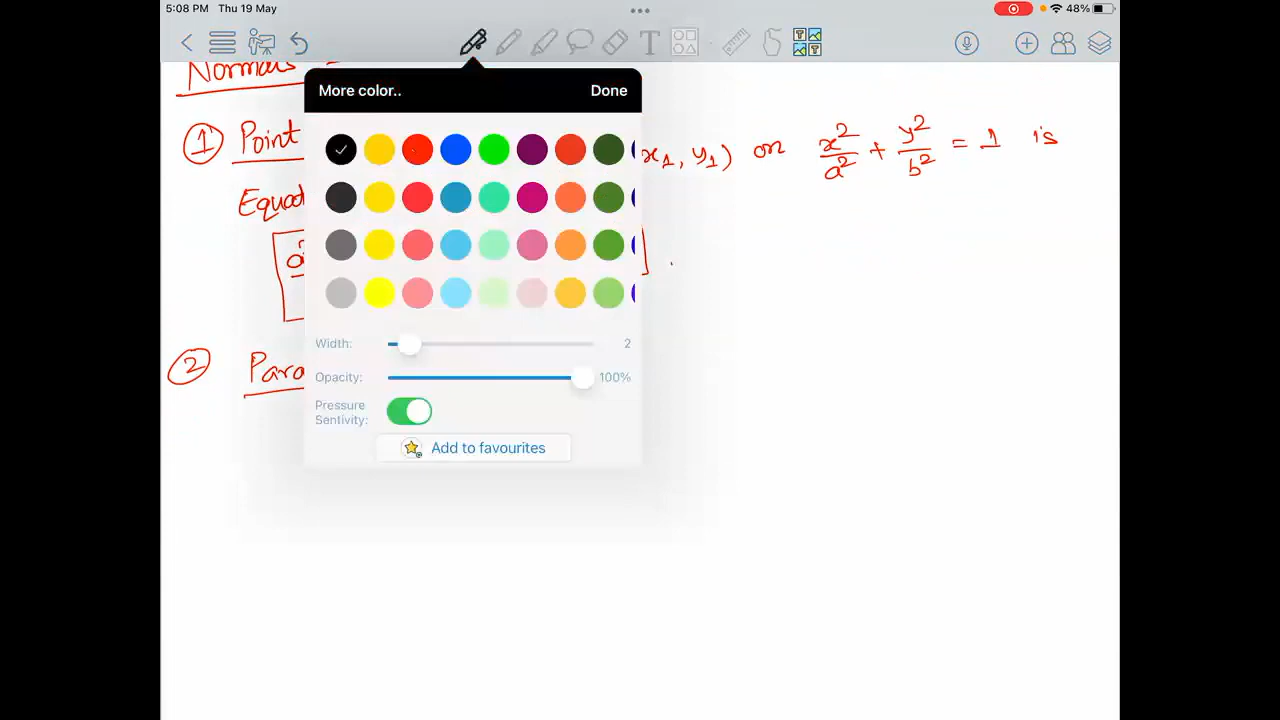 5:08 PM Thu 19 May 48%
T
Normals
More color.. Done
① Point x₁, y₁) on x²/a² + y²/b² = 1 is
Width: 2
Opacity: 100%
② Para
Pressure
Sentivity:
Add to favourites